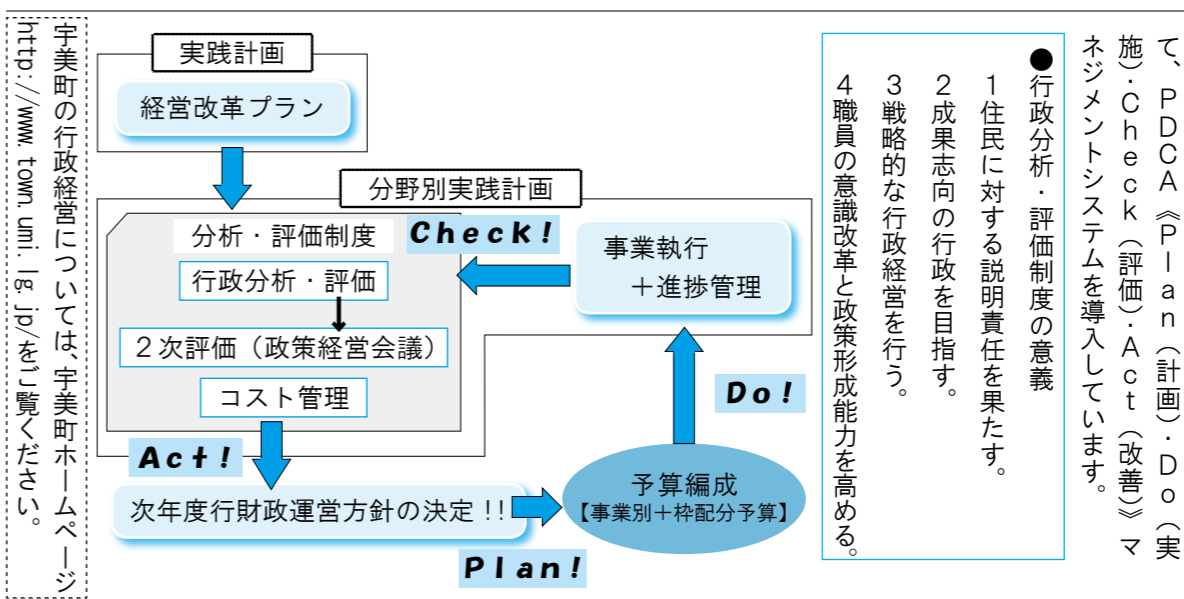 て、PDCA《Plan(計画)・Do(実
施)・Check(評価)・Act(改善)》マ
ネジメントシステムを導入しています。
●行政分析・評価制度の意義
1住民に対する説明責任を果たす。
2成果志向の行政を目指す。
3戦略的な行政経営を行う。
4職員の意識改革と政策形成能力を高める。
実践計画
経営改革プラン
分野別実践計画
分析・評価制度
行政分析・評価
2次評価(政策経営会議)
コスト管理
Check!
事業執行
+進捗管理
Do!
Act!
次年度行財政運営方針の決定!!
Plan!
予算編成
【事業別+枠配分予算】
宇美町の行政経営については、宇美町ホームページ
http://www.town.umi.lg.jp/をご覧ください。